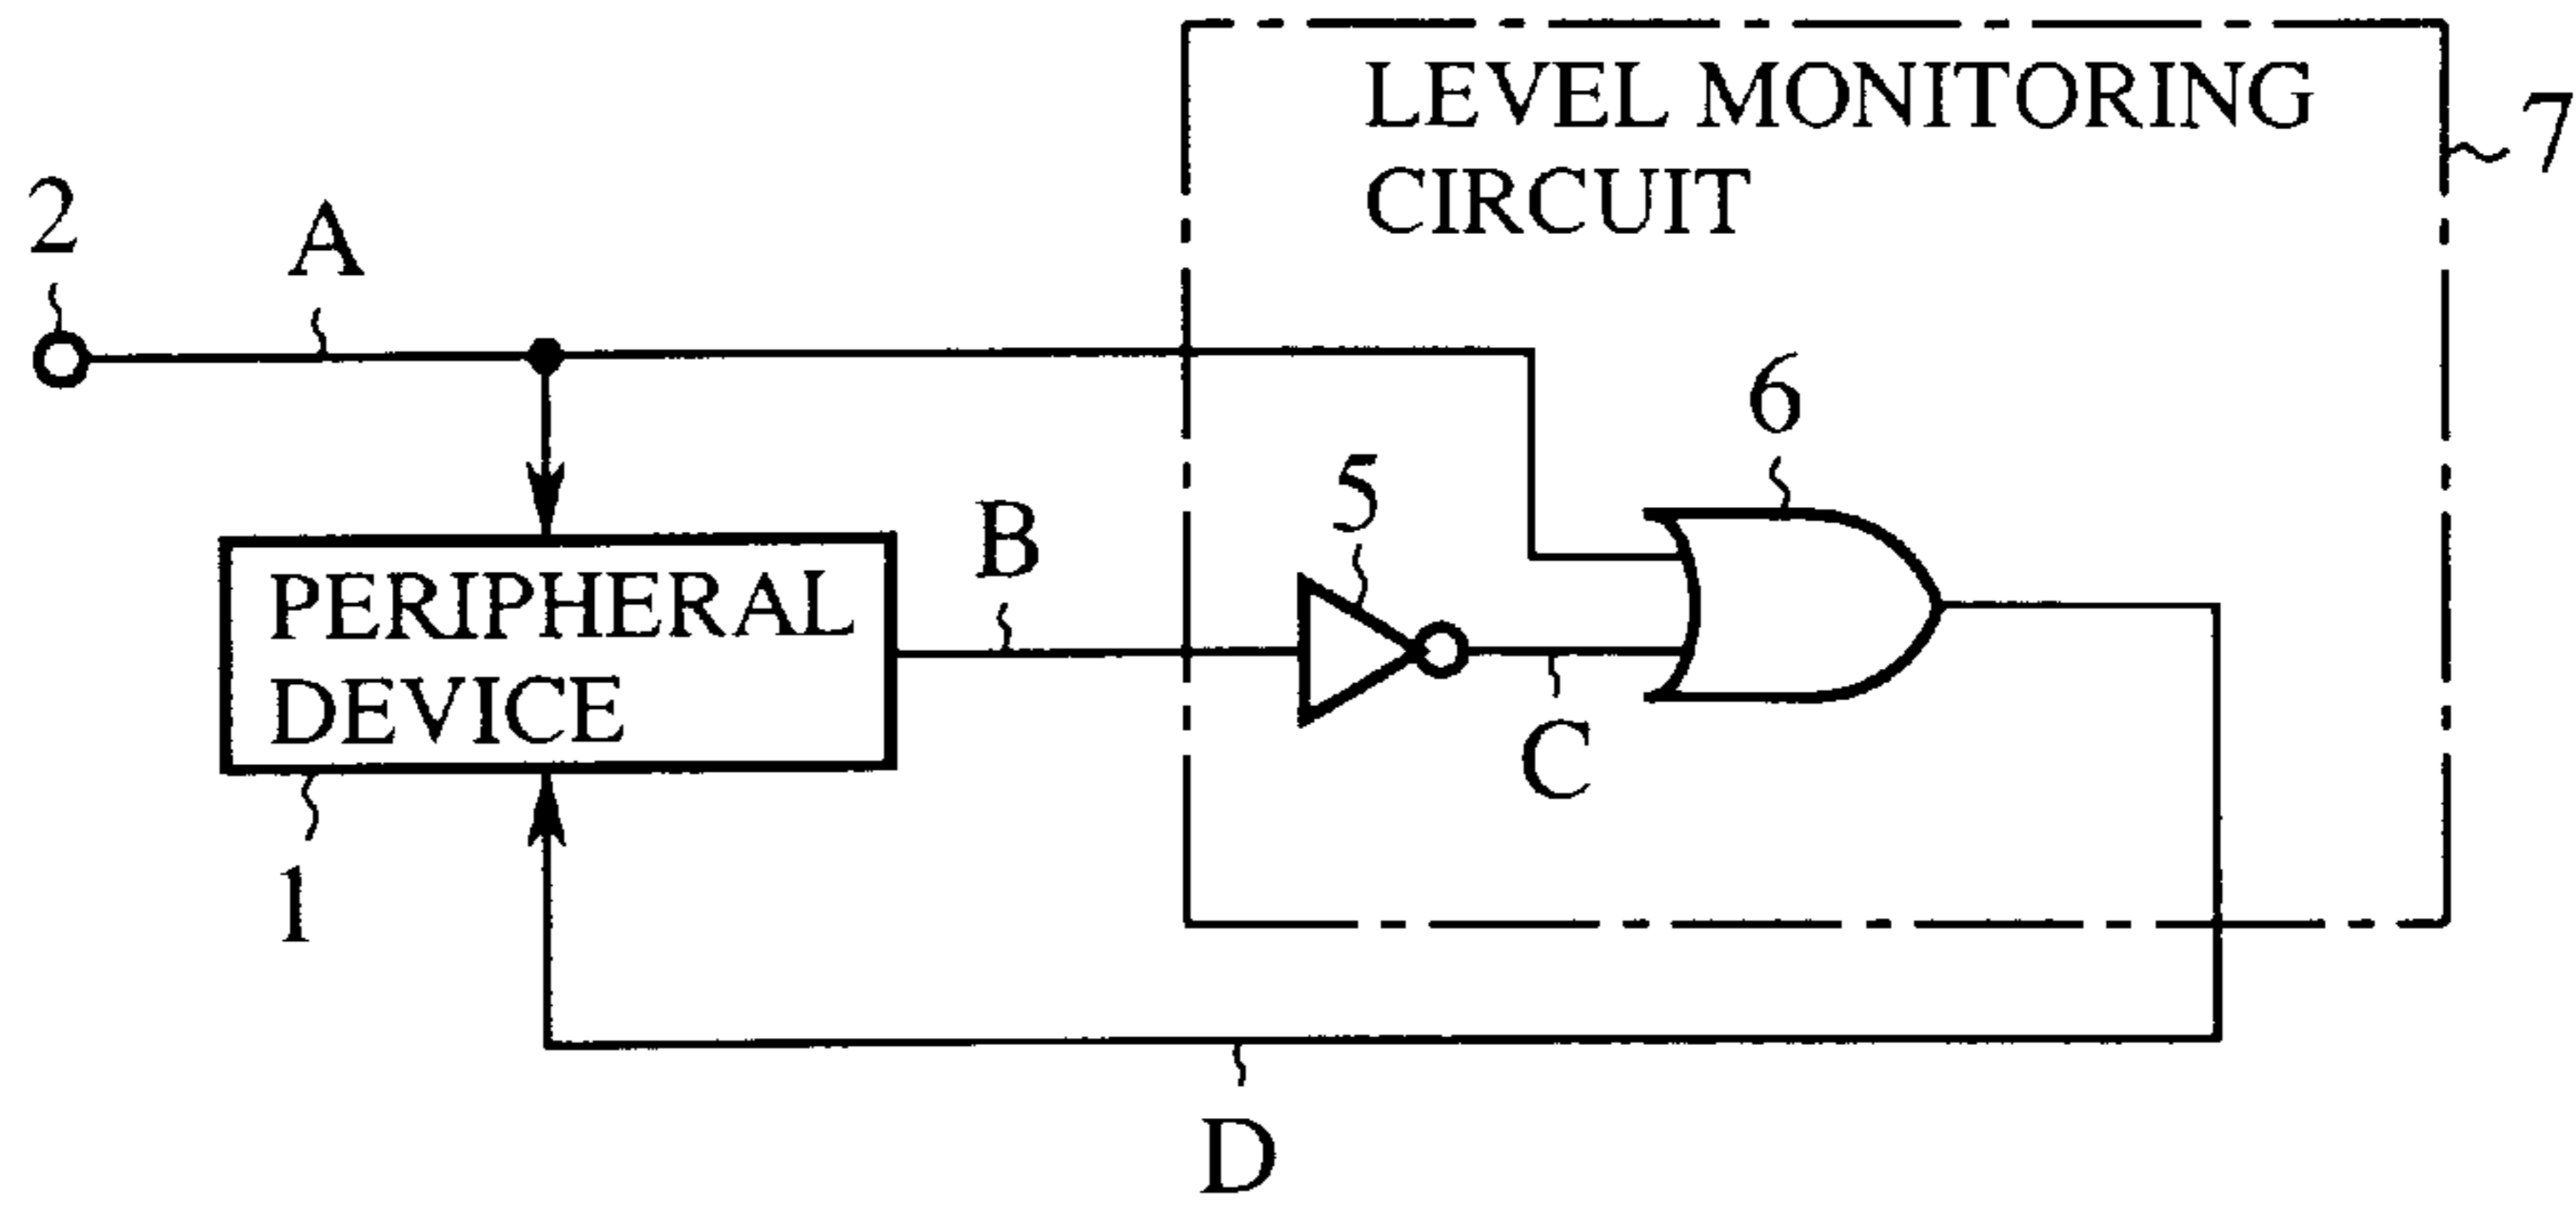 LEVEL MONITORING
CIRCUIT
7
2
A
6
5
B
PERIPHERAL
DEVICE
C
1
D